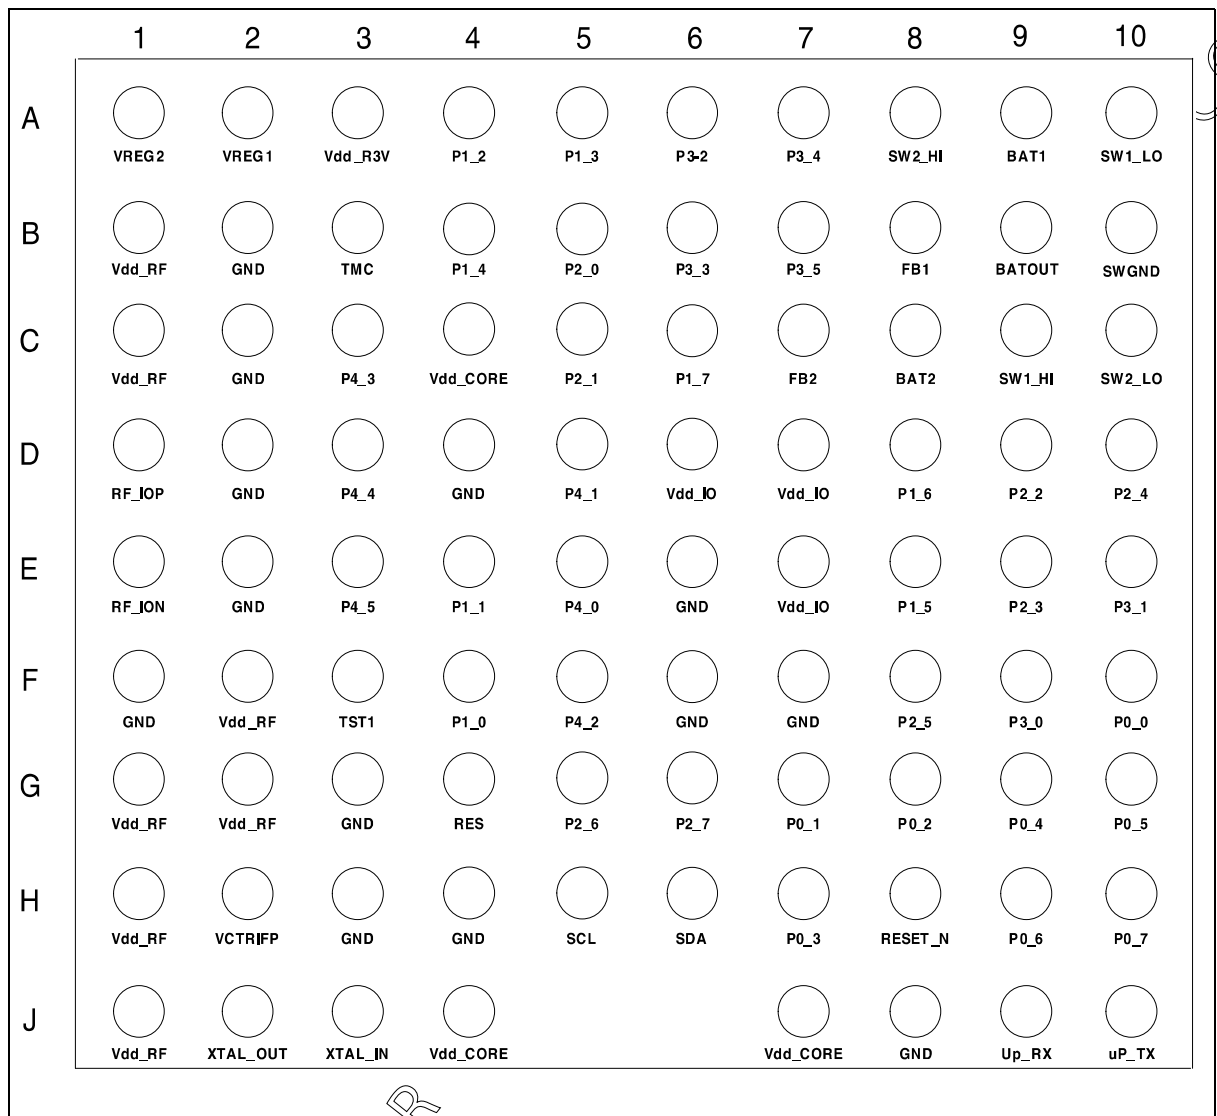 1 2 3 4 5 6 7 8 9 10
A
VREG2 VREG1 Vdd_R3V P1_2 P1_3 P3-2 P3_4 SW2_HI BAT1 SW1_LO
B
Vdd_RF GND TMC P1_4 P2_0 P3_3 P3_5 FB1 BATOUT SWGND
C
Vdd_RF GND P4_3 Vdd_CORE P2_1 P1_7 FB2 BAT2 SW1_HI SW2_LO
D
RF_IOP GND P4_4 GND P4_1 Vdd_IO Vdd_IO P1_6 P2_2 P2_4
E
RF_ION GND P4_5 P1_1 P4_0 GND Vdd_IO P1_5 P2_3 P3_1
F
GND Vdd_RF TST1 P1_0 P4_2 GND GND P2_5 P3_0 P0_0
G
Vdd_RF Vdd_RF GND RES P2_6 P2_7 P0_1 P0_2 P0_4 P0_5
H
Vdd_RF VCTRIFP GND GND SCL SDA P0_3 RESET_N P0_6 P0_7
J
Vdd_RF XTAL_OUT XTAL_IN Vdd_CORE Vdd_CORE GND Up_RX uP_TX
R